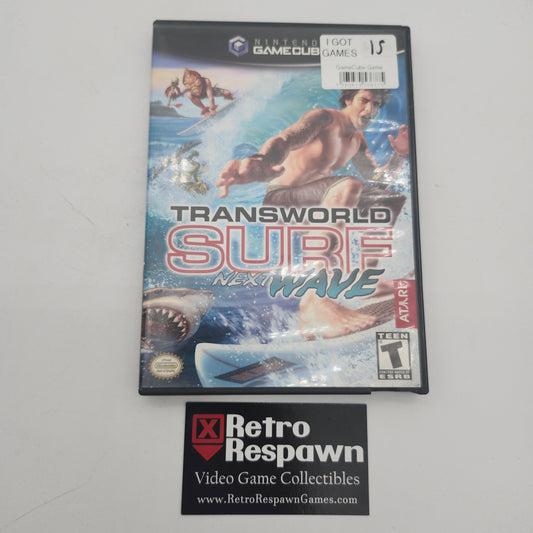 NINTENDO
GAMECUBE
I GOT
GAMES
15
GameCube Game
TRANSWORLD
SURF
NEXT WAVE
ATARI
TEEN
T
ESRB
Retro
Respawn
Video Game Collectibles
www.RetroRespawnGames.com